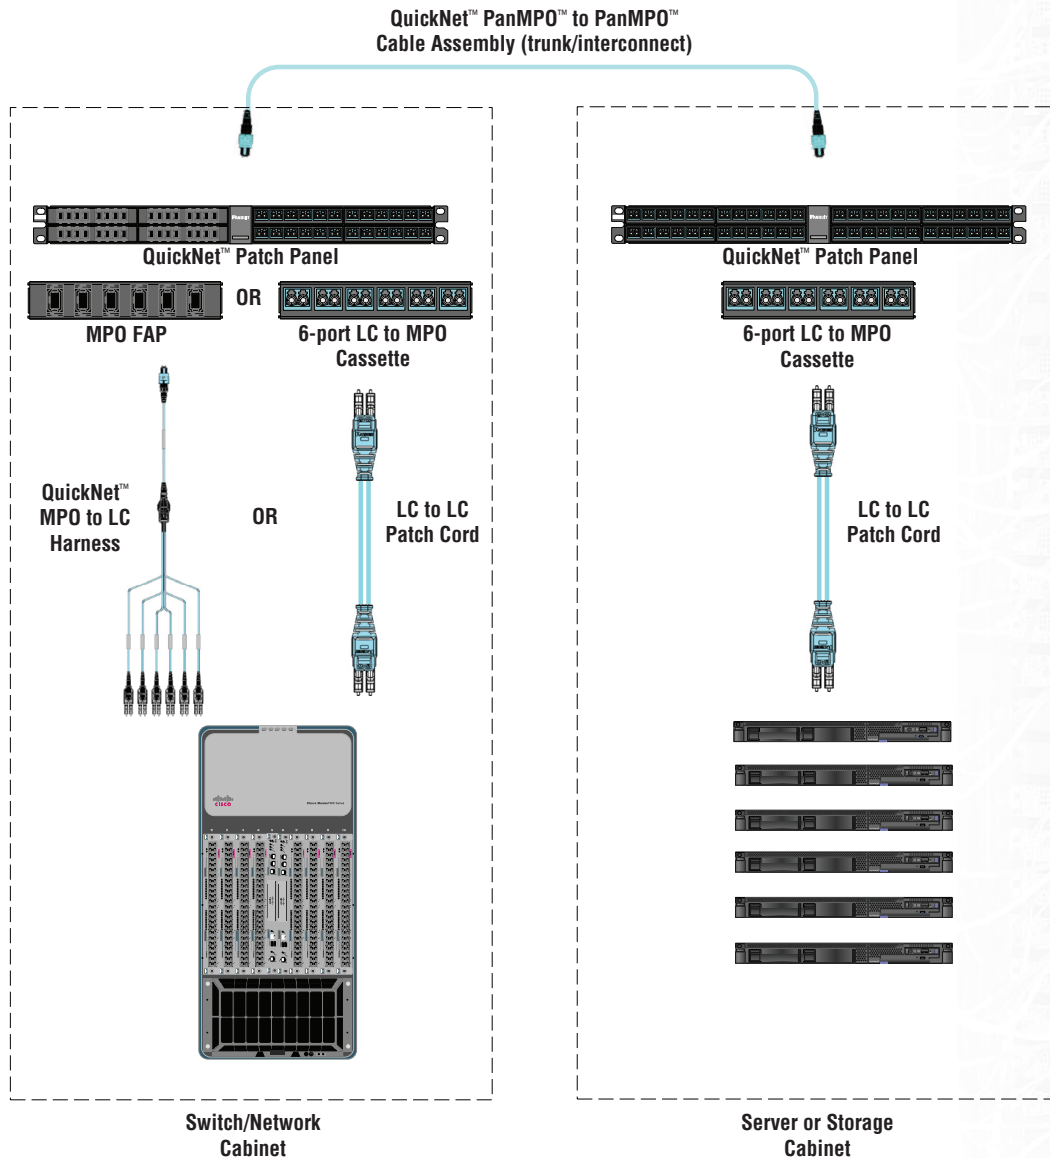 QuickNet™ PanMPO™ to PanMPO™
Cable Assembly (trunk/interconnect)
QuickNet™ Patch Panel
QuickNet™ Patch Panel
OR
MPO FAP
6-port LC to MPO
Cassette
6-port LC to MPO
Cassette
QuickNet™
MPO to LC
Harness
OR
LC to LC
Patch Cord
LC to LC
Patch Cord
CISCO
Switch/Network
Cabinet
Server or Storage
Cabinet